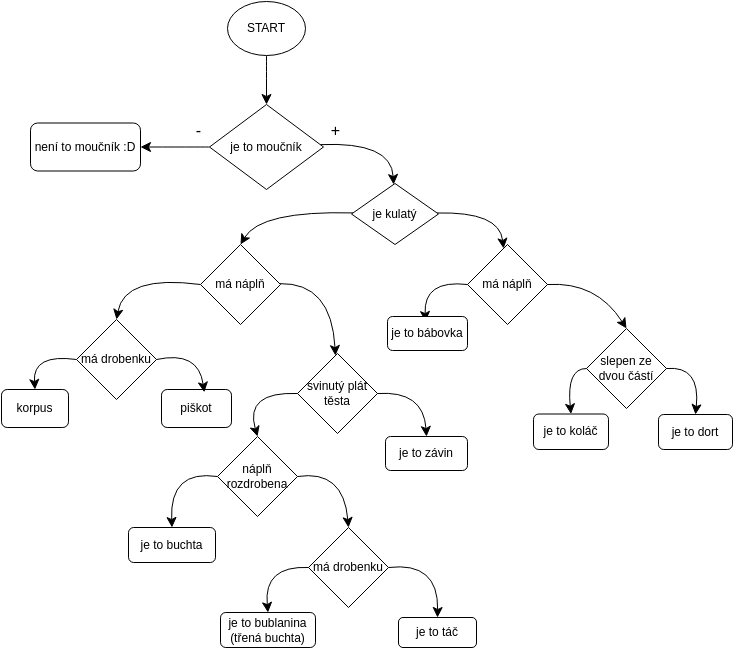 START
-
+
není to moučník :D
je to moučník
je kulatý
má náplň
má náplň
je to bábovka
má drobenku
svinutý plát
těsta
slepen ze
dvou částí
korpus
piškot
je to koláč
je to dort
je to závin
náplň
rozdrobena
je to buchta
má drobenku
je to bublanina
(třená buchta)
je to táč